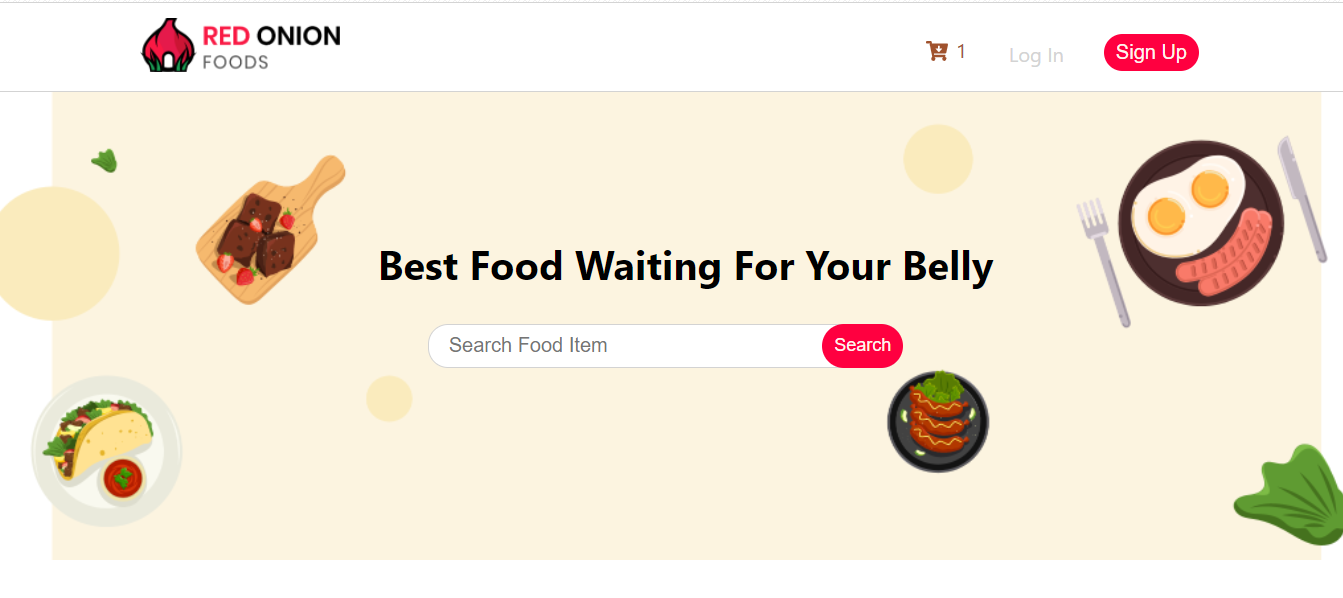 RED ONION
FOODS
1
Log In
Sign Up
Best Food Waiting For Your Belly
Search Food Item
Search